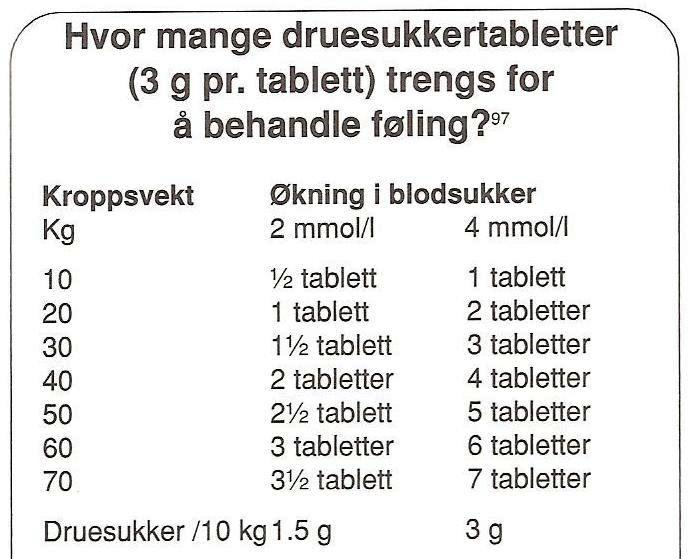 Hvor mange druesukkertabletter
(3 g pr. tablett) trengs for
å behandle føling?97
Kroppsvekt Økning i blodsukker
Kg 2 mmol/l 4 mmol/l
10 ½ tablett 1 tablett
20 1 tablett 2 tabletter
30 1½ tablett 3 tabletter
40 2 tabletter 4 tabletter
50 2½ tablett 5 tabletter
60 3 tabletter 6 tabletter
70 3½ tablett 7 tabletter
Druesukker /10 kg 1.5 g 3 g